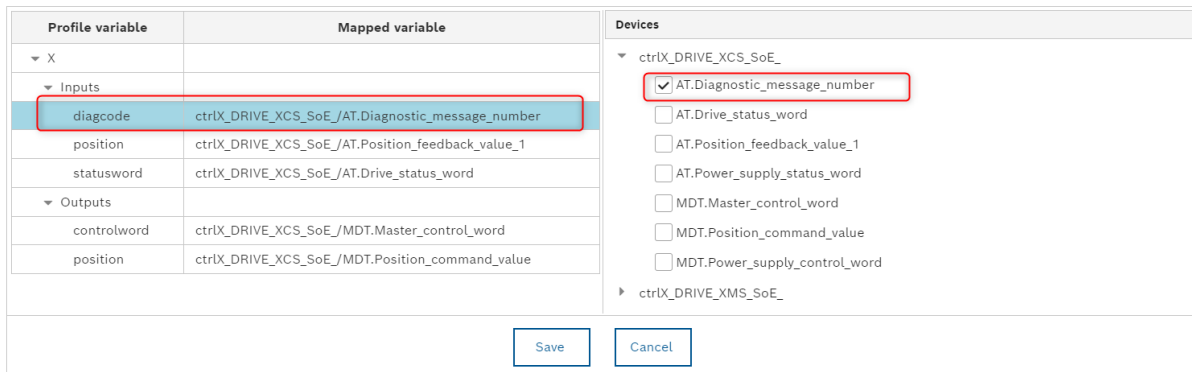 Profile variable Mapped variable
X
Inputs
diagcode ctrlX_DRIVE_XCS_SoE_/AT.Diagnostic_message_number
position ctrlX_DRIVE_XCS_SoE_/AT.Position_feedback_value_1
statusword ctrlX_DRIVE_XCS_SoE_/AT.Drive_status_word
Outputs
controlword ctrlX_DRIVE_XCS_SoE_/MDT.Master_control_word
position ctrlX_DRIVE_XCS_SoE_/MDT.Position_command_value
Devices
ctrlX_DRIVE_XCS_SoE_
AT.Diagnostic_message_number
AT.Drive_status_word
AT.Position_feedback_value_1
AT.Power_supply_status_word
MDT.Master_control_word
MDT.Position_command_value
MDT.Power_supply_control_word
ctrlX_DRIVE_XMS_SoE_
Save Cancel